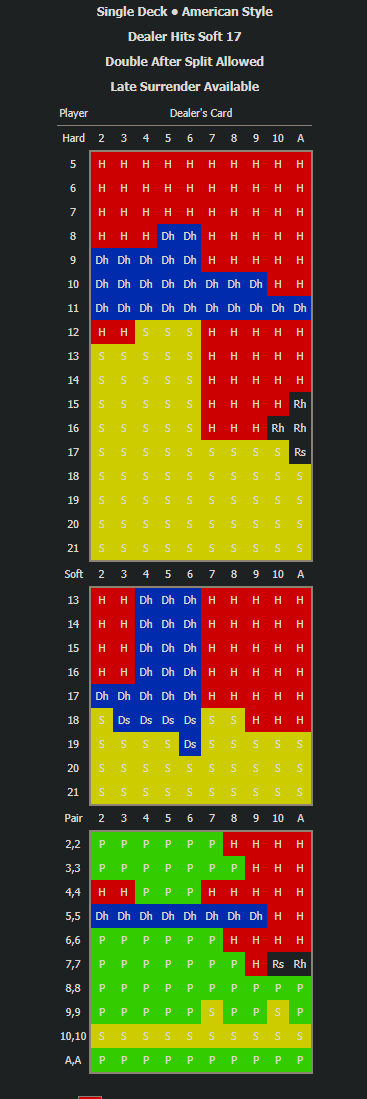 Single Deck ● American Style
Dealer Hits Soft 17
Double After Split Allowed
Late Surrender Available
Player Dealer's Card
Hard 2 3 4 5 6 7 8 9 10 A
5 H H H H H H H H H H
6 H H H H H H H H H H
7 H H H H H H H H H H
8 H H H Dh Dh H H H H H
9 Dh Dh Dh Dh Dh H H H H H
10 Dh Dh Dh Dh Dh Dh Dh Dh H H
11 Dh Dh Dh Dh Dh Dh Dh Dh Dh Dh
12 H H S S S H H H H H
13 S S S S S H H H H H
14 S S S S S H H H H H
15 S S S S S H H H H Rh
16 S S S S S H H H Rh Rh
17 S S S S S S S S S Rs
18 S S S S S S S S S S
19 S S S S S S S S S S
20 S S S S S S S S S S
21 S S S S S S S S S S
Soft 2 3 4 5 6 7 8 9 10 A
13 H H Dh Dh Dh H H H H H
14 H H Dh Dh Dh H H H H H
15 H H Dh Dh Dh H H H H H
16 H H Dh Dh Dh H H H H H
17 Dh Dh Dh Dh Dh H H H H H
18 S Ds Ds Ds Ds S S H H H
19 S S S S Ds S S S S S
20 S S S S S S S S S S
21 S S S S S S S S S S
Pair 2 3 4 5 6 7 8 9 10 A
2,2 P P P P P P H H H H
3,3 P P P P P P P H H H
4,4 H H P P P H H H H H
5,5 Dh Dh Dh Dh Dh Dh Dh Dh H H
6,6 P P P P P P H H H H
7,7 P P P P P P P H Rs Rh
8,8 P P P P P P P P P P
9,9 P P P P P S P P S P
10,10 S S S S S S S S S S
A,A P P P P P P P P P P